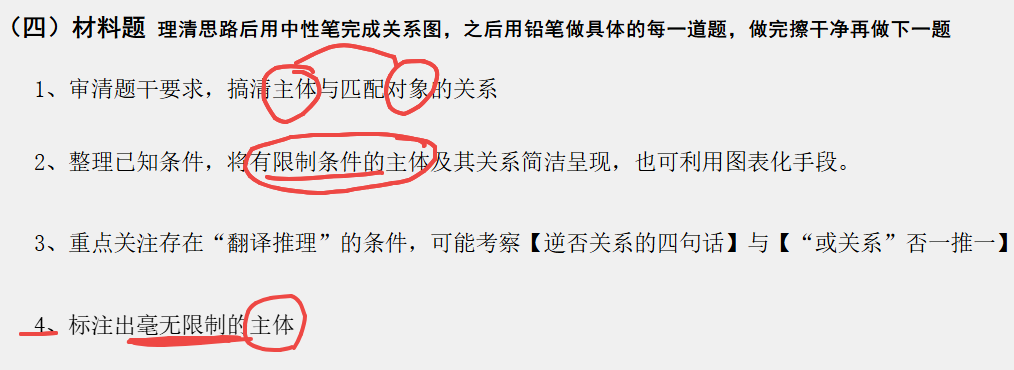 （四）材料题 理清思路后用中性笔完成关系图，之后用铅笔做具体的每一道题，做完擦干净再做下一题
1、审清题干要求，搞清主体与匹配对象的关系
2、整理已知条件，将有限制条件的主体及其关系简洁呈现，也可利用图表化手段。
3、重点关注存在“翻译推理”的条件，可能考察【逆否关系的四句话】与【“或关系”否一推一】
4、标注出毫无限制的主体